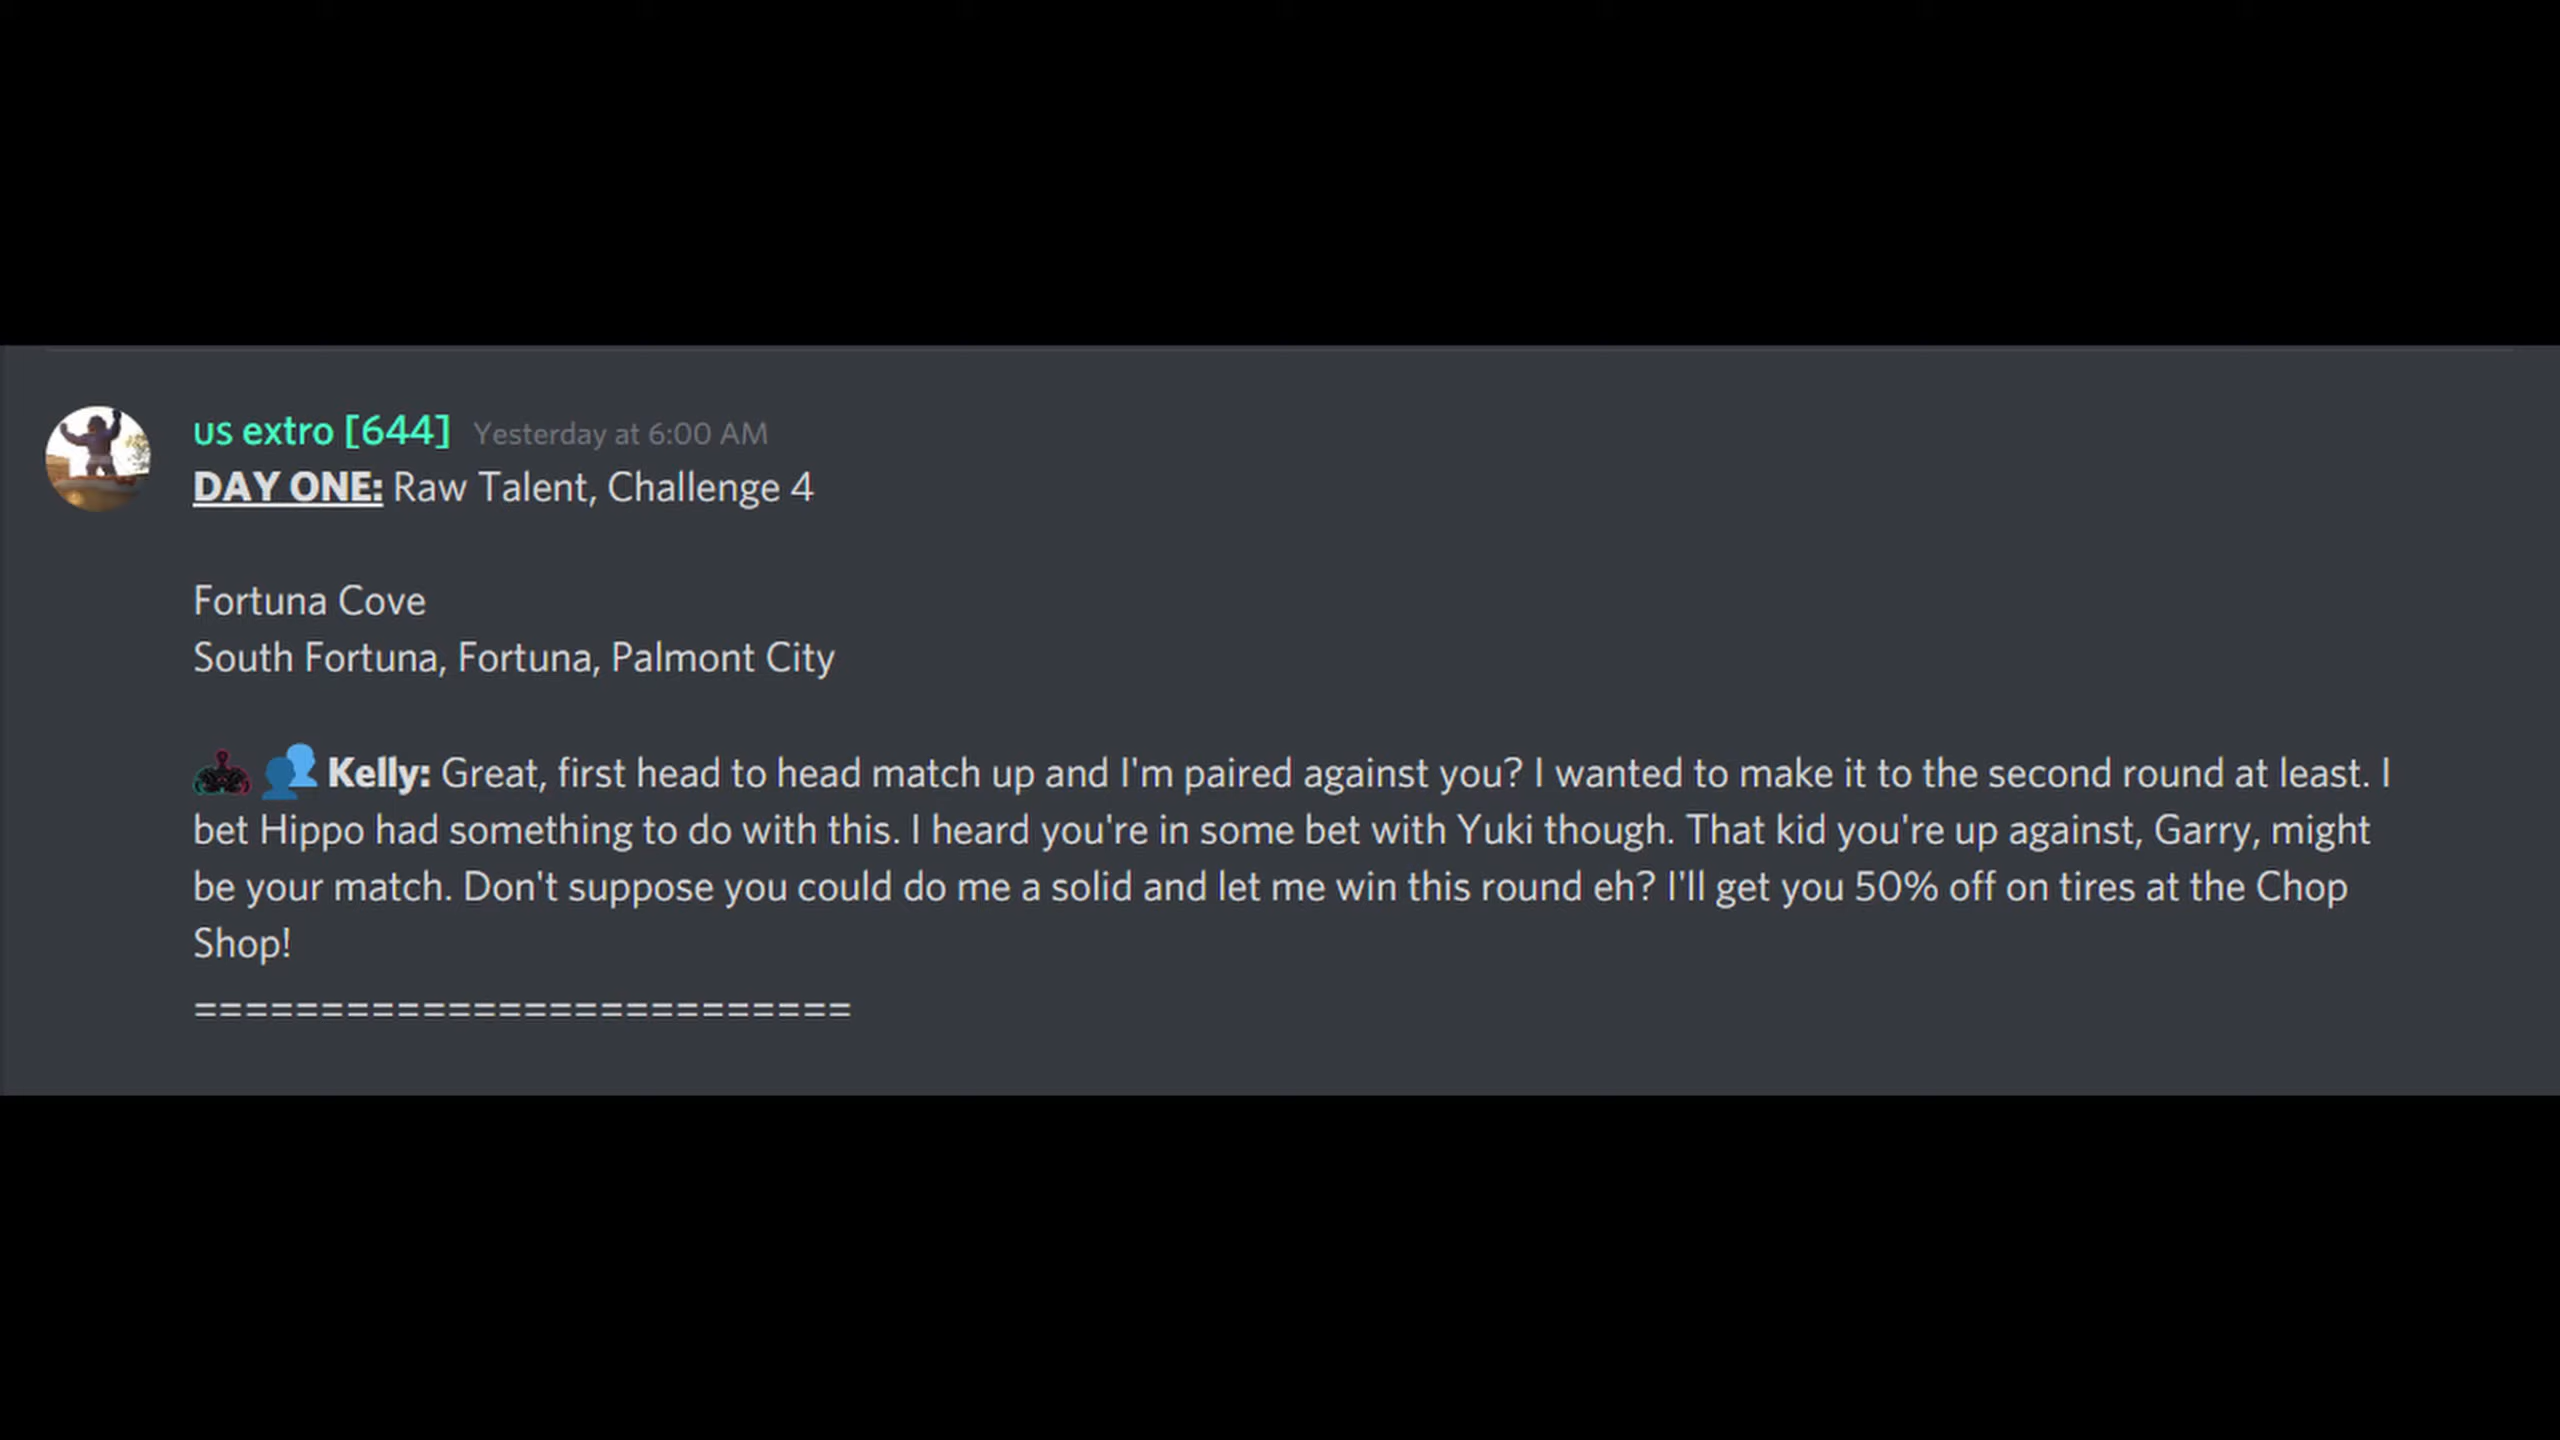 us extro [644] Yesterday at 6:00 AM
DAY ONE: Raw Talent, Challenge 4
Fortuna Cove
South Fortuna, Fortuna, Palmont City
Kelly: Great, first head to head match up and I'm paired against you? I wanted to make it to the second round at least. I
bet Hippo had something to do with this. I heard you're in some bet with Yuki though. That kid you're up against, Garry, might
be your match. Don't suppose you could do me a solid and let me win this round eh? I'll get you 50% off on tires at the Chop
Shop!
==========================